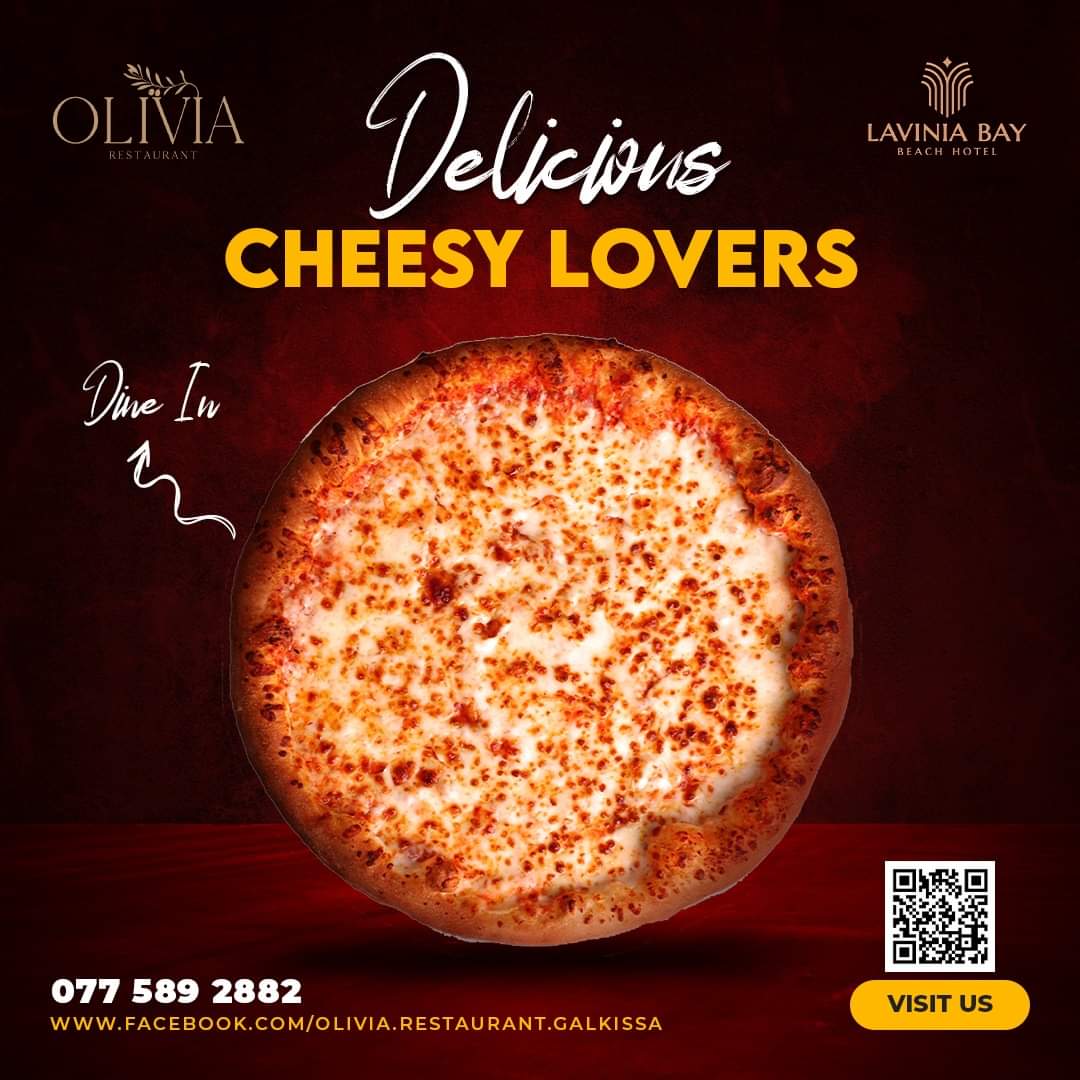 OLIVIA
RESTAURANT
Delicious
LAVINIA BAY
BEACH HOTEL
CHEESY LOVERS
Dine In
077 589 2882
WWW.FACEBOOK.COM/OLIVIA.RESTAURANT.GALKISSA
VISIT US